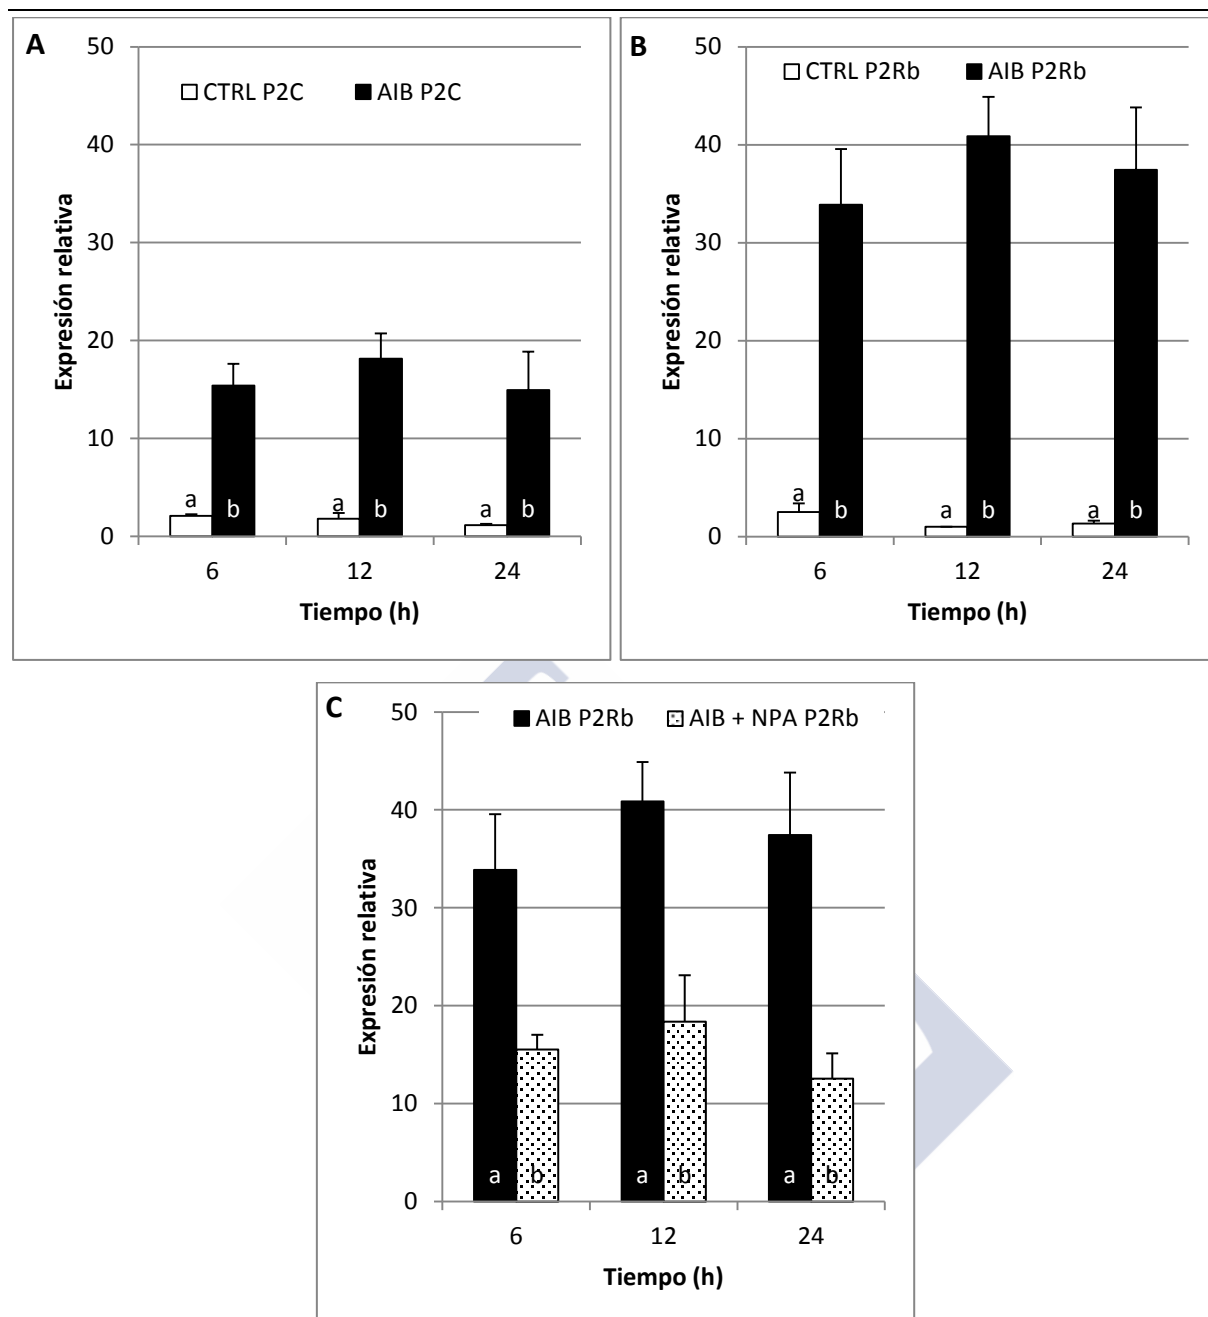 A
CTRL P2C AIB P2C
Expresión relativa
50
40
30
20
10
0
a b a b a b
6 12 24
Tiempo (h)
B
CTRL P2Rb AIB P2Rb
Expresión relativa
50
40
30
20
10
0
a b a b a b
6 12 24
Tiempo (h)
C
AIB P2Rb AIB + NPA P2Rb
Expresión relativa
50
40
30
20
10
0
a b a b a b
6 12 24
Tiempo (h)